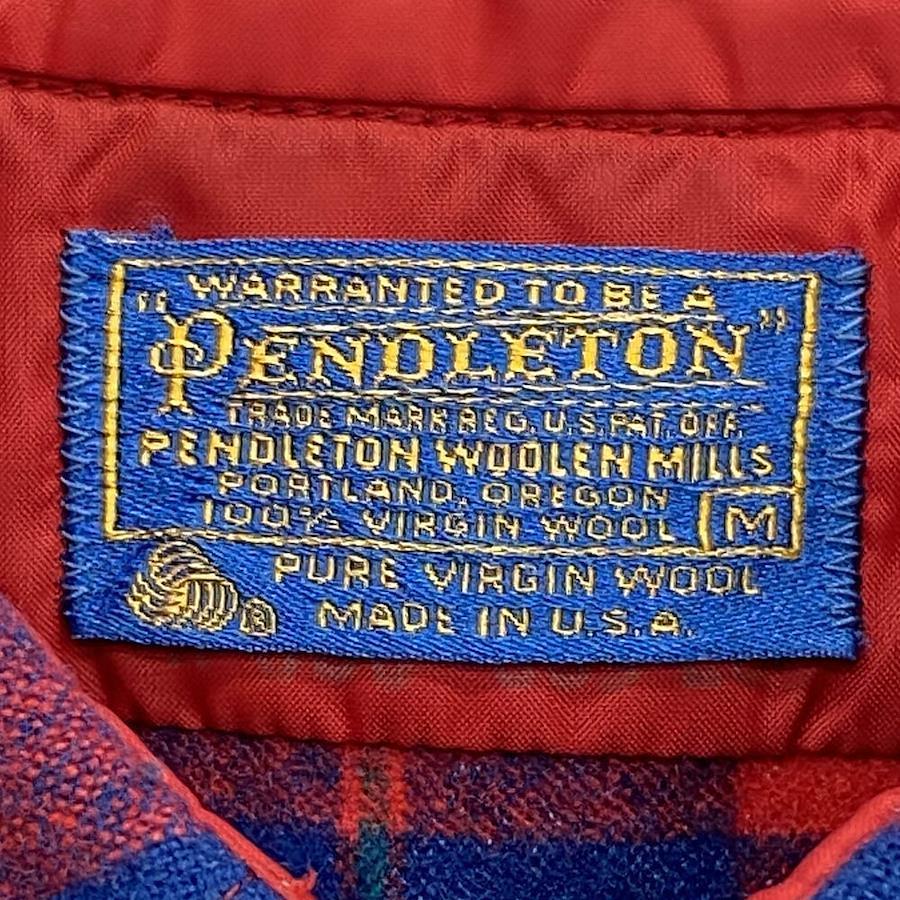 WARRANTED TO BE A
"PENDLETON"
TRADE MARK REG. U.S. PAT. OFF.
PENDLETON WOOLEN MILLS
PORTLAND, OREGON
100% VIRGIN WOOL M
PURE VIRGIN WOOL
® MADE IN U.S.A.